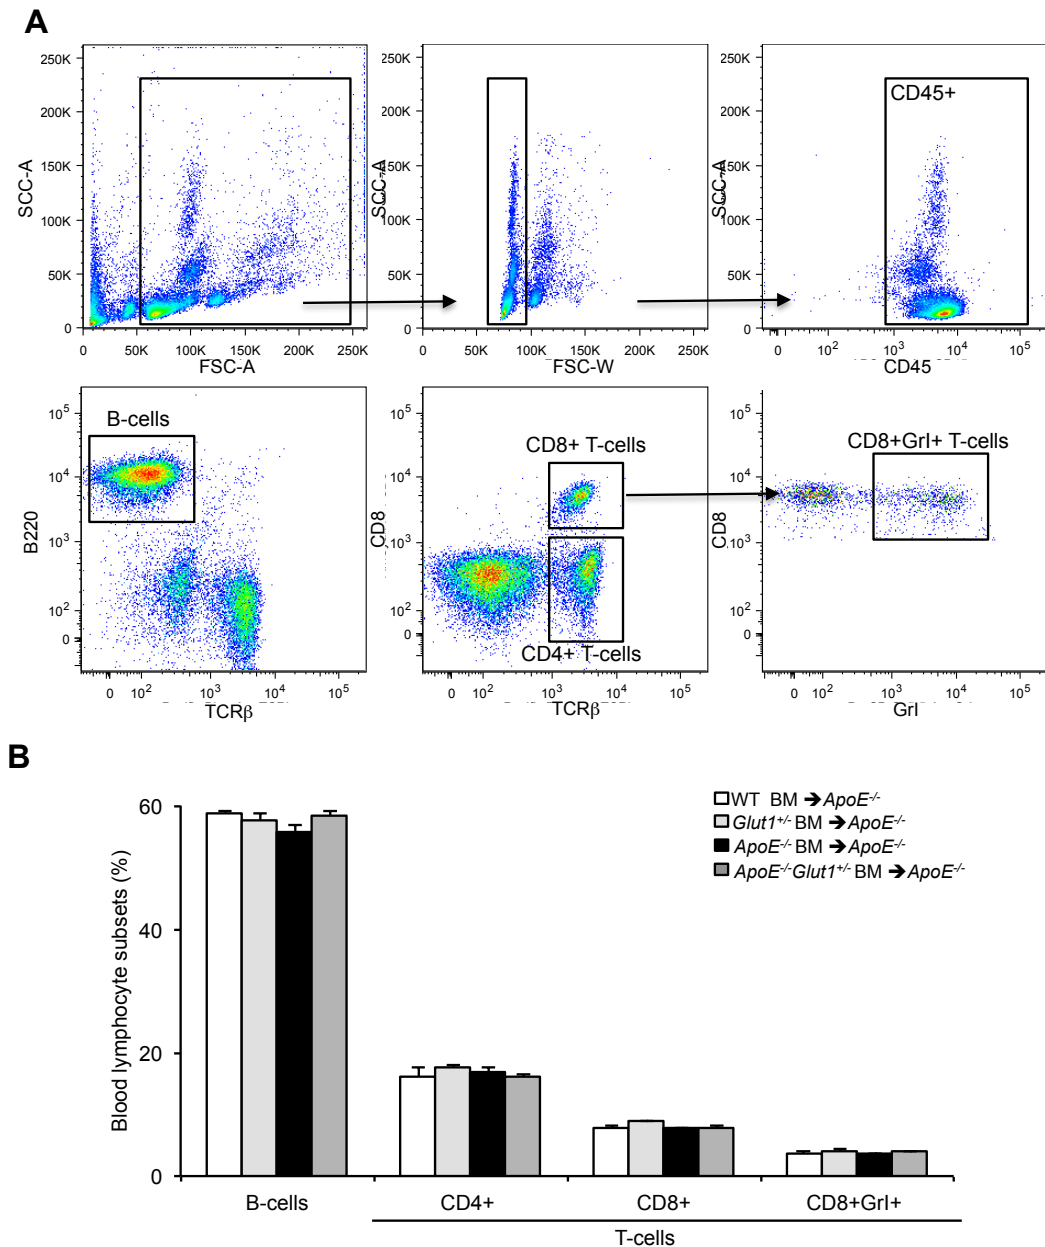 A
250K
200K
150K
100K
50K
0
SCC-A
0 50K 100K 150K 200K 250K
FSC-A
250K
200K
150K
100K
50K
0
SCC-A
0 50K 100K 150K 200K 250K
FSC-W
250K
200K
150K
100K
50K
0
SCC-A
CD45+
0 10² 10³ 10⁴ 10⁵
CD45
10⁵
10⁴
10³
10²
0
B220
B-cells
0 10² 10³ 10⁴ 10⁵
TCRβ
10⁵
10⁴
10³
10²
0
CD8
CD8+ T-cells
CD4+ T-cells
0 10² 10³ 10⁴ 10⁵
TCRβ
10⁵
10⁴
10³
10²
0
CD8
CD8+GrI+ T-cells
0 10² 10³ 10⁴ 10⁵
GrI
B
Blood lymphocyte subsets (%)
60
40
20
0
WT BM ➔ ApoE-/-
Glut1+/- BM ➔ ApoE-/-
ApoE-/- BM ➔ ApoE-/-
ApoE-/-Glut1+/- BM ➔ ApoE-/-
B-cells CD4+ CD8+ CD8+GrI+
T-cells